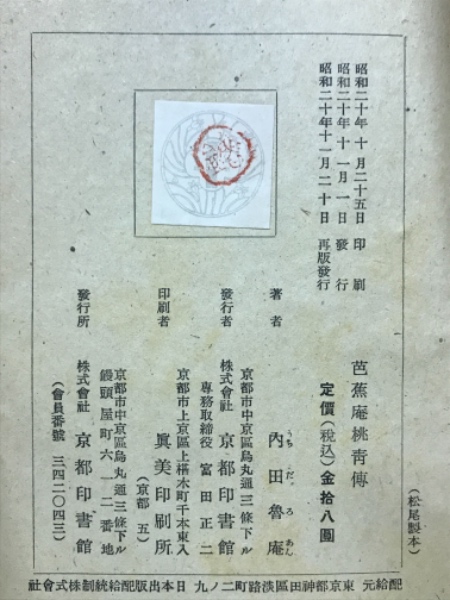 昭和二十年十月二十五日印刷
昭和二十年十一月一日發行
昭和二十年十一月二十日再版發行
芭蕉庵桃靑傳
定價(税込)金拾八圓
(松尾製本)
著者
內田魯庵
うちだろあん
發行者
京都市中京區烏丸通三條下ル
株式會社 京都印書館
專務取締役 富田正二
印刷者
京都市上京區上椹木町千本東入
眞美印刷所
(京都 五)
發行所
京都市中京區烏丸通三條下ル
饅頭屋町六一二番地
株式會社 京都印書館
(會員番號 三四二〇四三)
配給元 東京都神田區淡路町二ノ九 日本出版配給統制株式會社